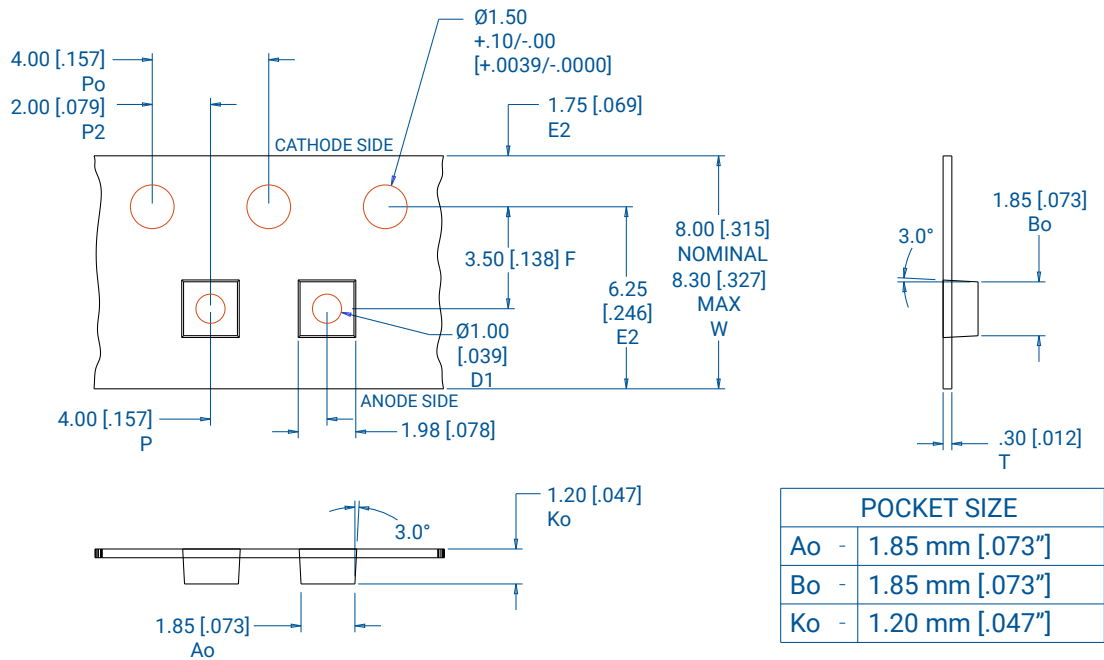 Ø1.50
+.10/-.00
[+.0039/-.0000]
4.00 [.157]
Po
2.00 [.079]
P2
1.75 [.069]
E2
CATHODE SIDE
3.50 [.138] F
8.00 [.315]
NOMINAL
8.30 [.327]
MAX
W
6.25
[.246]
E2
Ø1.00
[.039]
D1
ANODE SIDE
4.00 [.157]
P
1.98 [.078]
1.85 [.073]
Bo
3.0°
.30 [.012]
T
1.20 [.047]
Ko
3.0°
1.85 [.073]
Ao
POCKET SIZE
Ao - 1.85 mm [.073”]
Bo - 1.85 mm [.073”]
Ko - 1.20 mm [.047”]